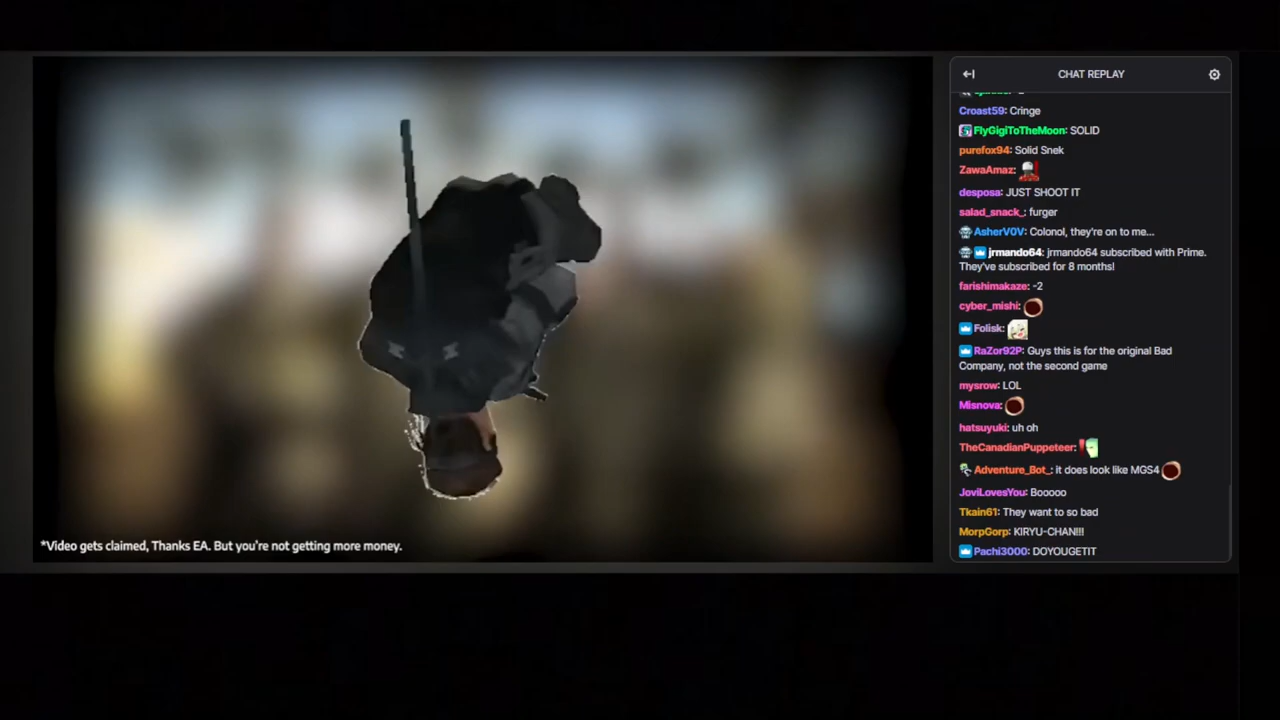 CHAT REPLAY
Croast59: Cringe
FlyGigiToTheMoon: SOLID
purefox94: Solid Snek
ZawaAmaz:
desposa: JUST SHOOT IT
salad_snack_: furger
AsherV0V: Colonol, they're on to me...
jrmando64: jrmando64 subscribed with Prime.
They've subscribed for 8 months!
farishimakaze: -2
cyber_mishi:
Folisk:
RaZor92P: Guys this is for the original Bad
Company, not the second game
mysrow: LOL
Misnova:
hatsuyuki: uh oh
TheCanadianPuppeteer:
Adventure_Bot_: it does look like MGS4
JoviLovesYou: Booooo
Tkain61: They want to so bad
MorpGorp: KIRYU-CHAN!!!
Pachi3000: DOYOUGETIT
*Video gets claimed, Thanks EA. But you're not getting more money.